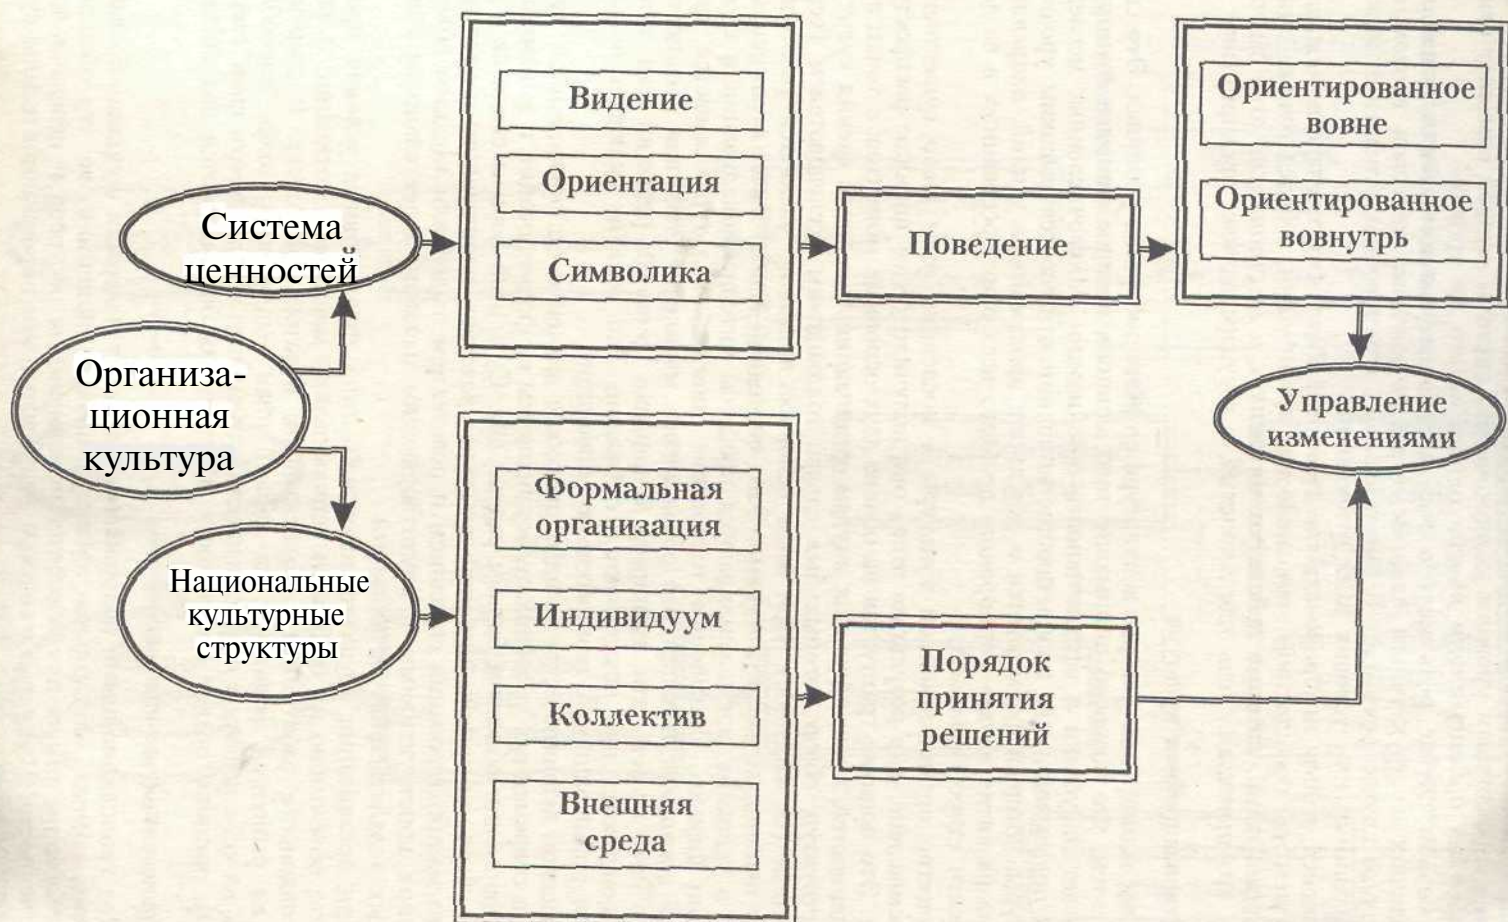 Видение
Ориентация
Символика
Система
ценностей
Поведение
Ориентированное
вовне
Ориентированное
вовнутрь
Организа-
ционная
культура
Управление
изменениями
Формальная
организация
Индивидуум
Коллектив
Внешняя
среда
Национальные
культурные
структуры
Порядок
принятия
решений